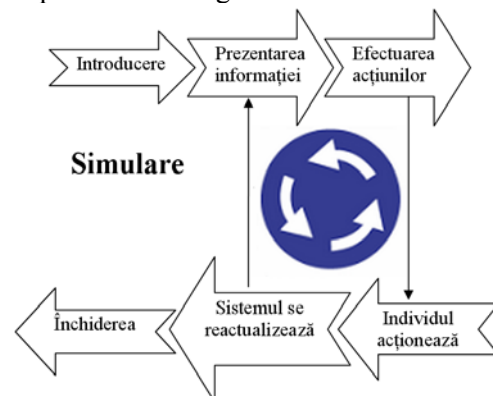 Introducere
Prezentarea
informației
Efectuarea
acțiunilor
Simulare
Închiderea
Sistemul se
reactualizează
Individul
acționează